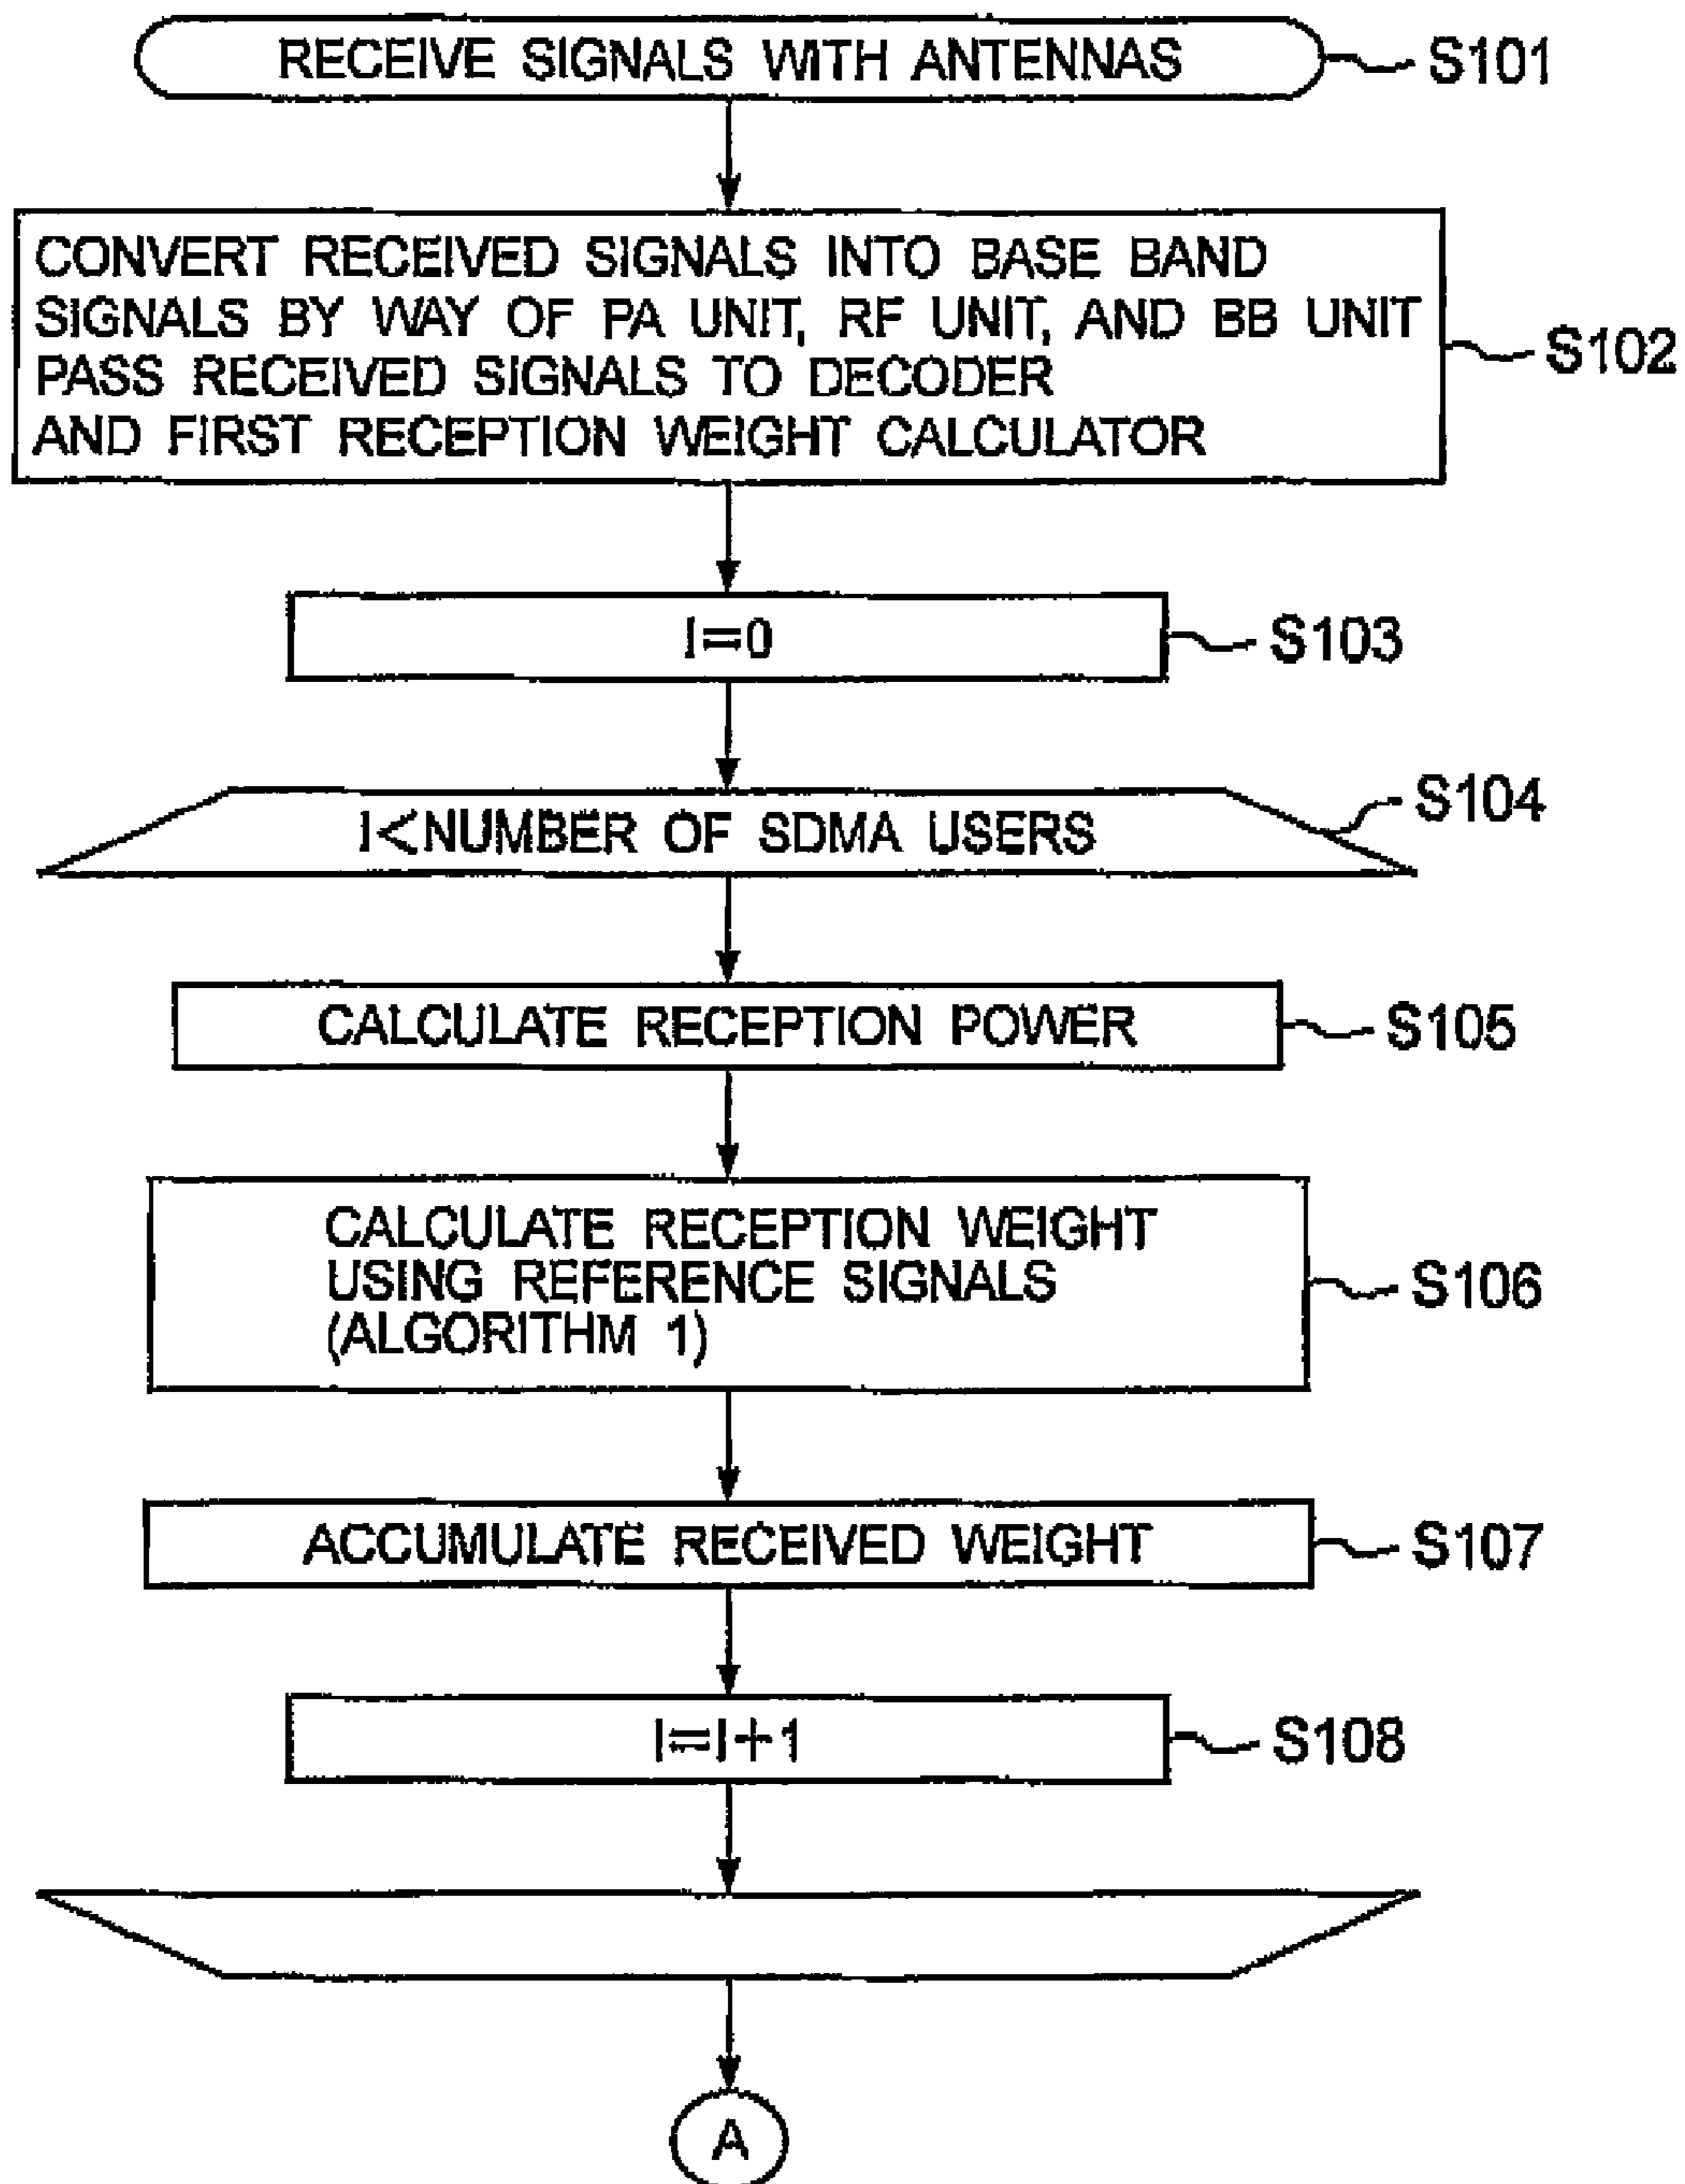 RECEIVE SIGNALS WITH ANTENNAS
S101
CONVERT RECEIVED SIGNALS INTO BASE BAND
SIGNALS BY WAY OF PA UNIT, RF UNIT, AND BB UNIT
PASS RECEIVED SIGNALS TO DECODER
AND FIRST RECEPTION WEIGHT CALCULATOR
S102
I=0
S103
I<NUMBER OF SDMA USERS
S104
CALCULATE RECEPTION POWER
S105
CALCULATE RECEPTION WEIGHT
USING REFERENCE SIGNALS
(ALGORITHM 1)
S106
ACCUMULATE RECEIVED WEIGHT
S107
I=I+1
S108
A